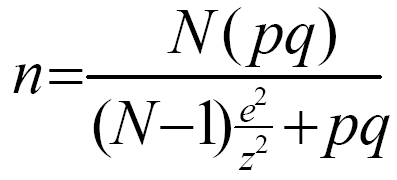 n = N(pq) / ((N−1) e²/z² + pq)